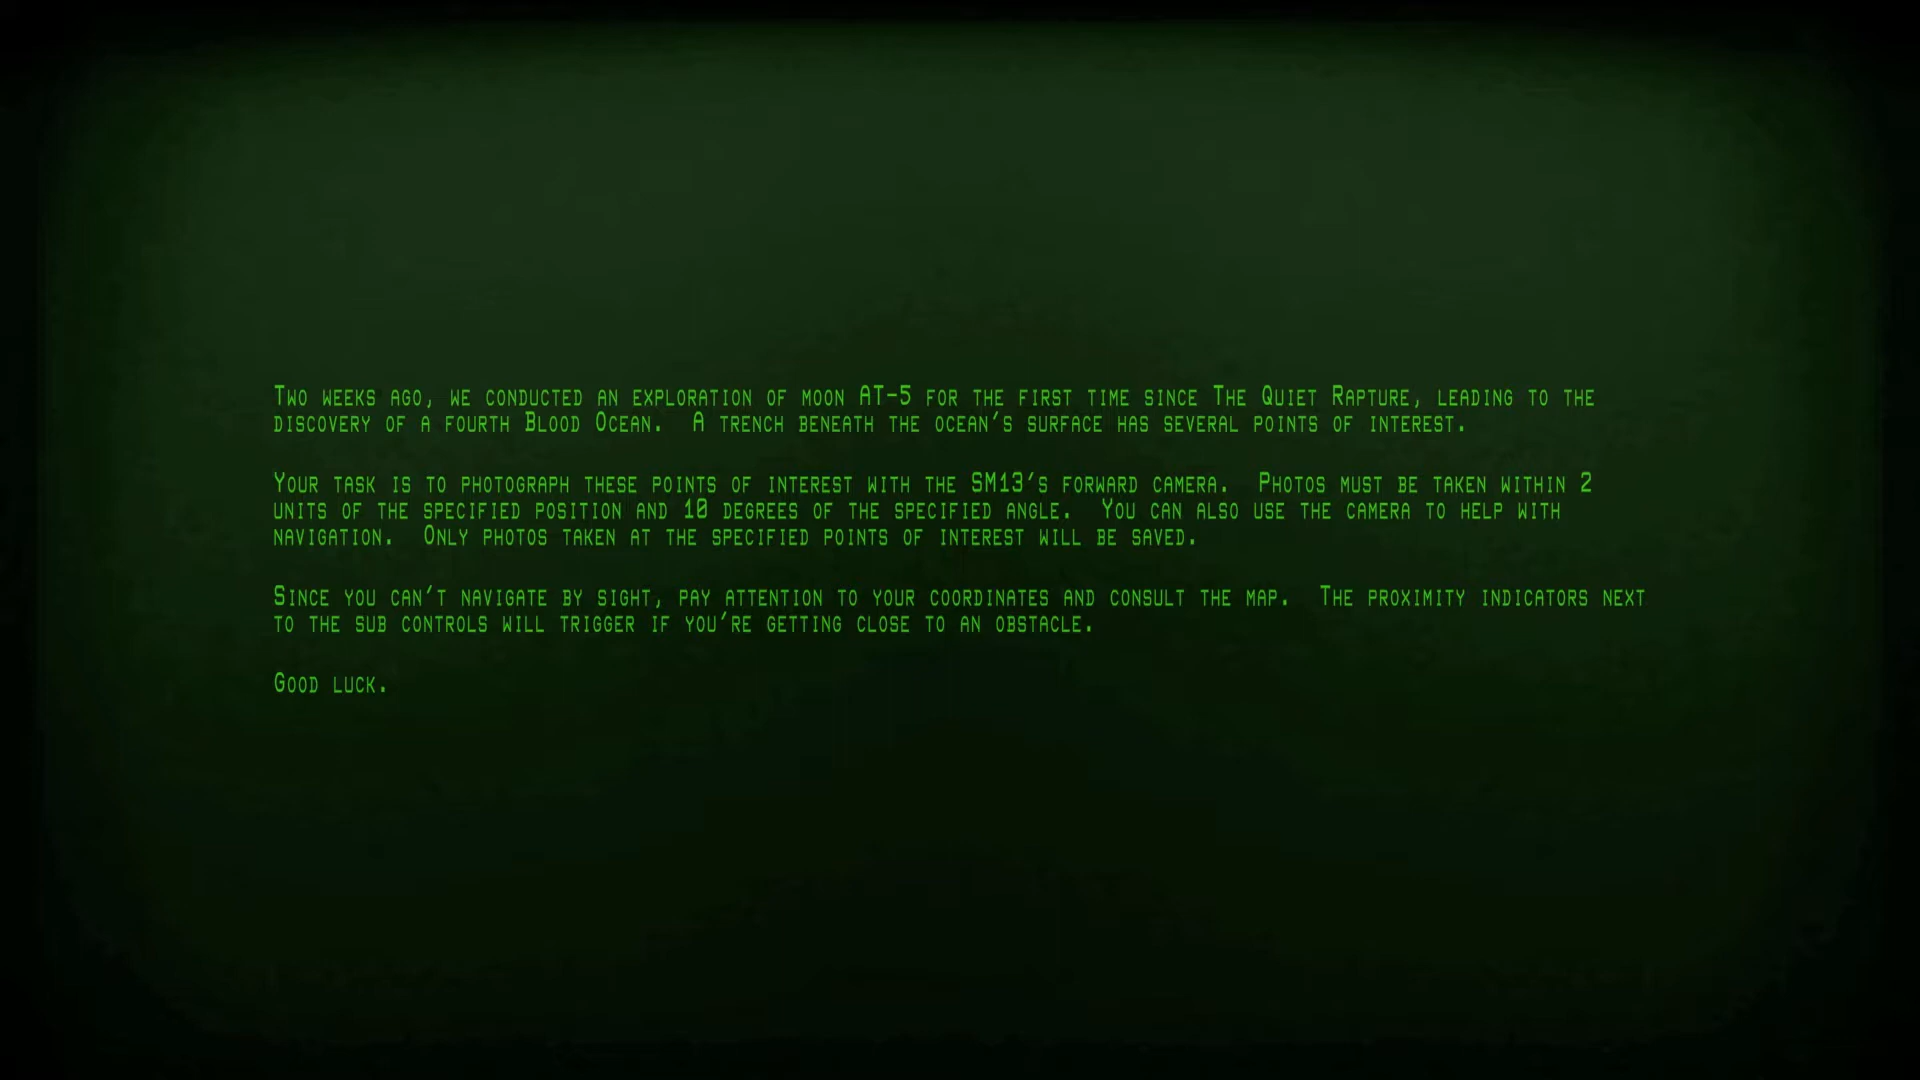 Two weeks ago, we conducted an exploration of moon AT-5 for the first time since The Quiet Rapture, leading to the
discovery of a fourth Blood Ocean.  A trench beneath the ocean's surface has several points of interest.
Your task is to photograph these points of interest with the SM13's forward camera.  Photos must be taken within 2
units of the specified position and 10 degrees of the specified angle.  You can also use the camera to help with
navigation.  Only photos taken at the specified points of interest will be saved.
Since you can't navigate by sight, pay attention to your coordinates and consult the map.  The proximity indicators next
to the sub controls will trigger if you're getting close to an obstacle.
Good luck.